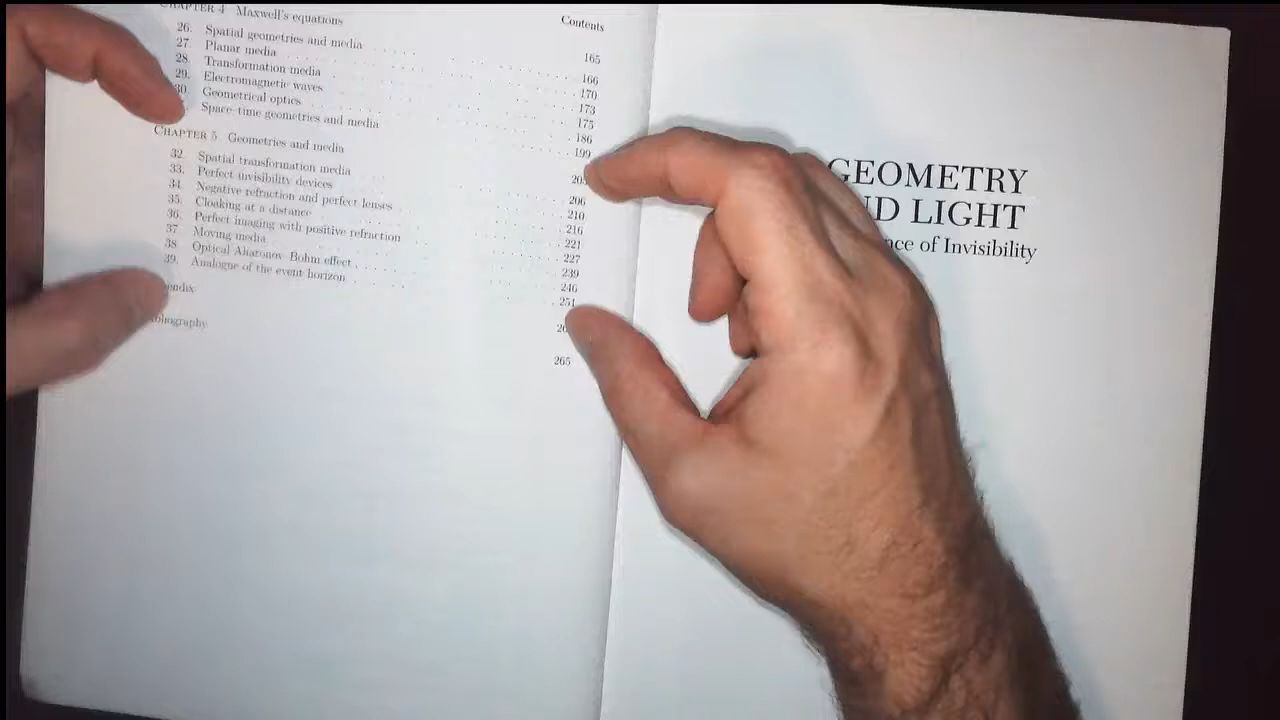 Contents
CHAPTER 4 Maxwell's equations 165
26. Spatial geometries and media 166
27. Planar media 170
28. Transformation media 173
29. Electromagnetic waves 175
30. Geometrical optics 186
Space-time geometries and media 199
CHAPTER 5 Geometries and media
32. Spatial transformation media 206
33. Perfect invisibility devices 210
34. Negative refraction and perfect lenses 216
35. Cloaking at a distance 221
36. Perfect imaging with positive refraction 227
37. Moving media 239
38. Optical Aharonov-Bohm effect 246
39. Analogue of the event horizon 251
265
GEOMETRY
LIGHT
of Invisibility